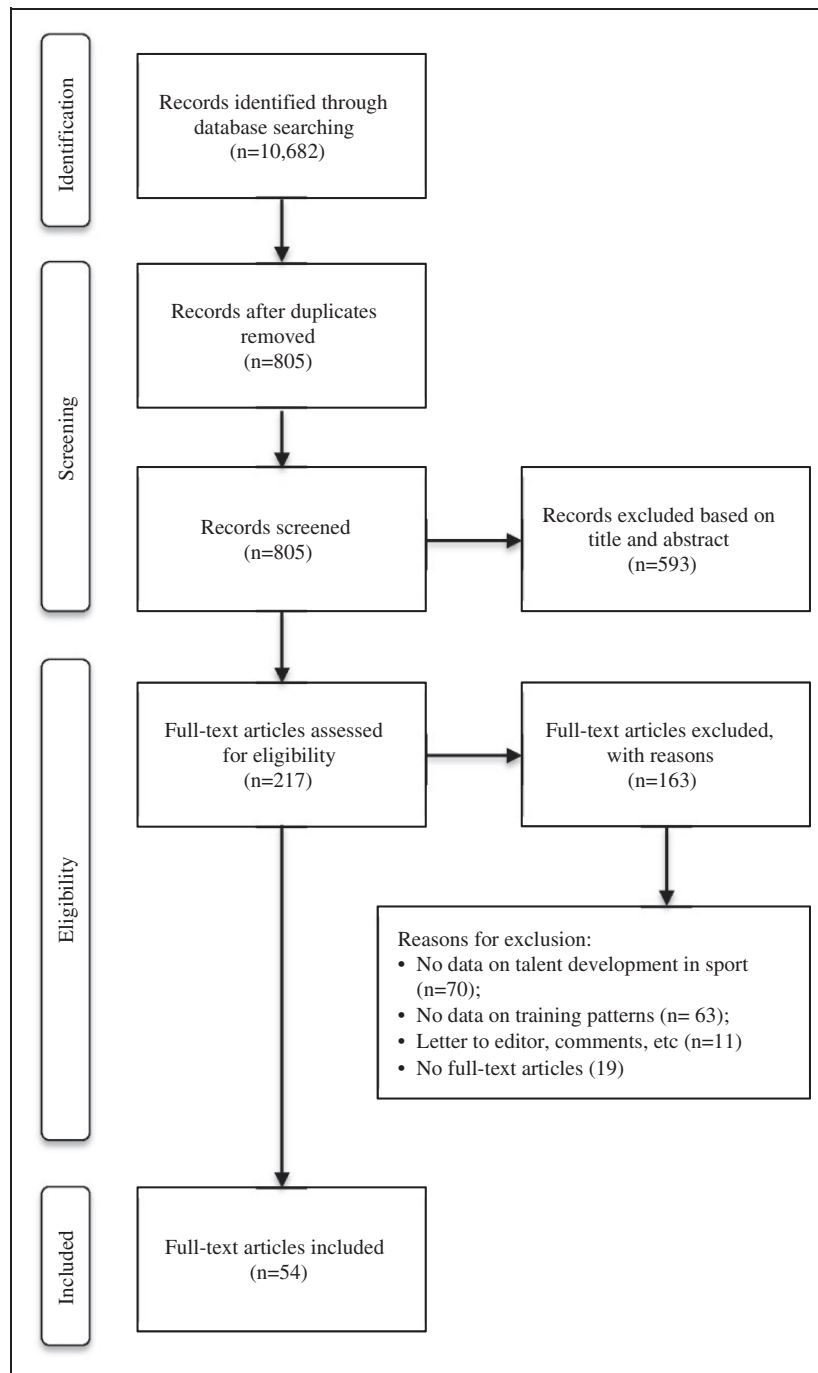 Identification
Records identified through
database searching
(n=10,682)
Screening
Records after duplicates
removed
(n=805)
Records screened
(n=805)
Records excluded based on
title and abstract
(n=593)
Eligibility
Full-text articles assessed
for eligibility
(n=217)
Full-text articles excluded,
with reasons
(n=163)
Reasons for exclusion:
• No data on talent development in sport
(n=70);
• No data on training patterns (n= 63);
• Letter to editor, comments, etc (n=11)
• No full-text articles (19)
Included
Full-text articles included
(n=54)